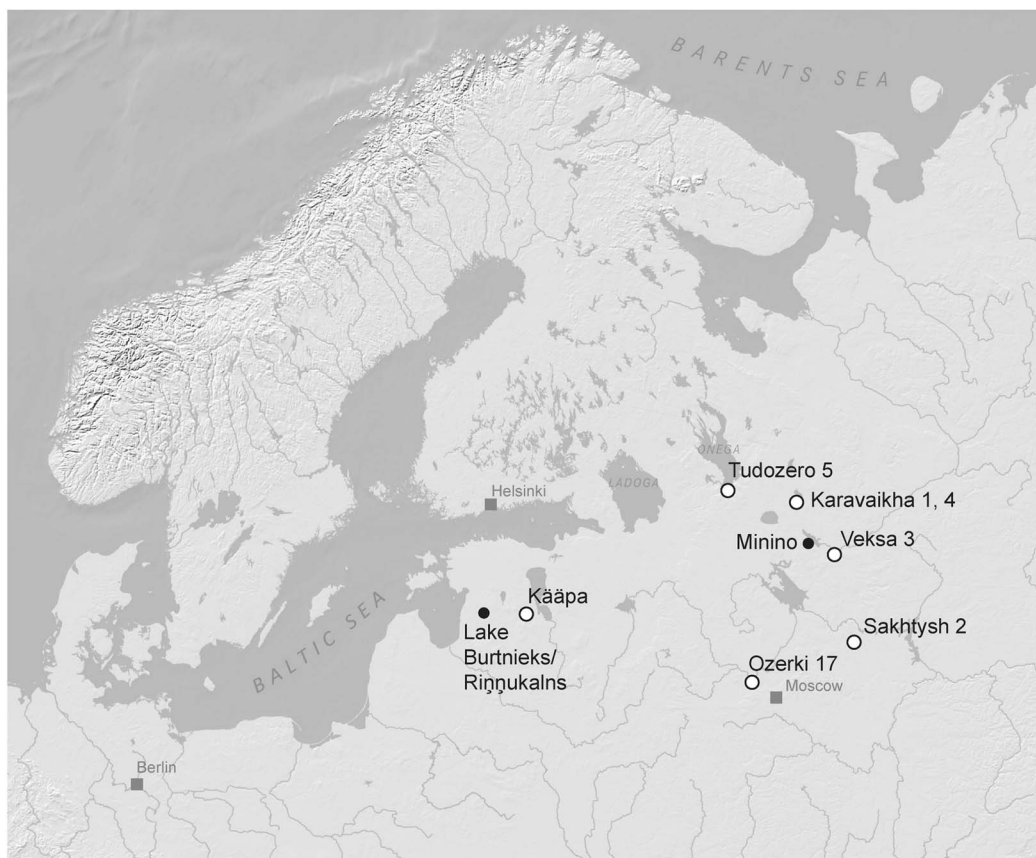 BARENTS SEA
ONEGA
Tudozero 5
LADOGA
Helsinki
Karavaikha 1, 4
Minino
Veksa 3
Kääpa
BALTIC SEA
Lake
Burtnieks/
Riņņukalns
Sakhtysh 2
Ozerki 17
Moscow
Berlin